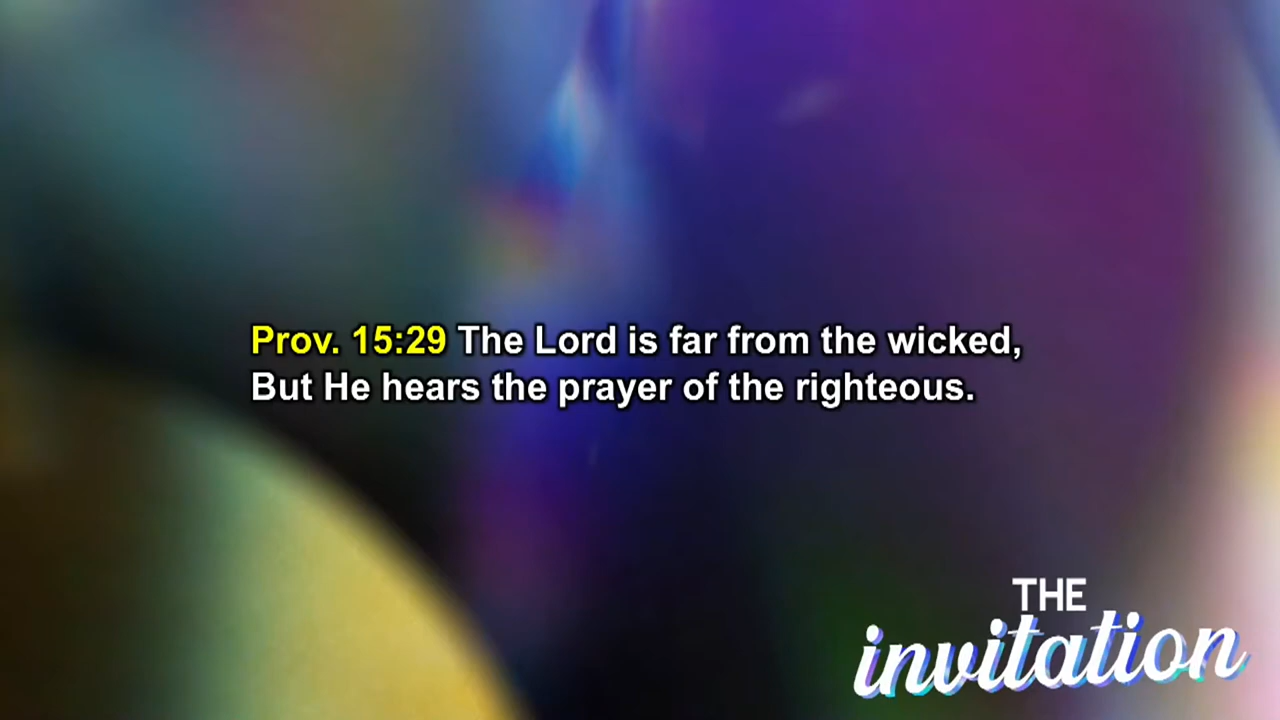 Prov. 15:29 The Lord is far from the wicked,
But He hears the prayer of the righteous.
THE
invitation